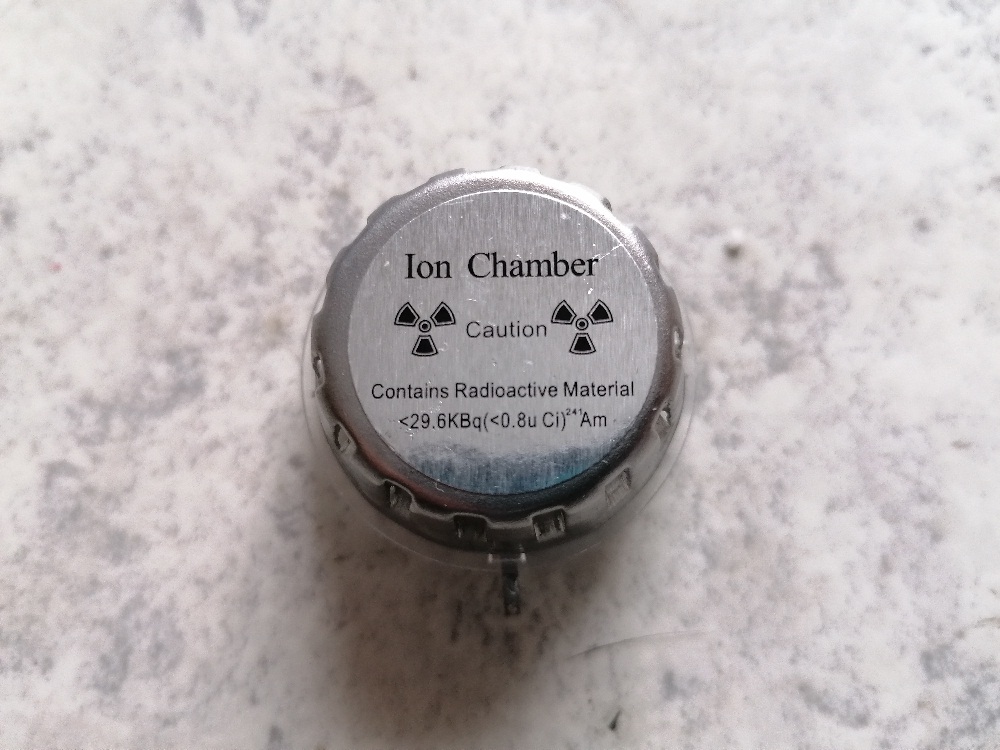 Ion Chamber
Caution
Contains Radioactive Material
<29.6KBq(<0.8u Ci)²⁴¹Am